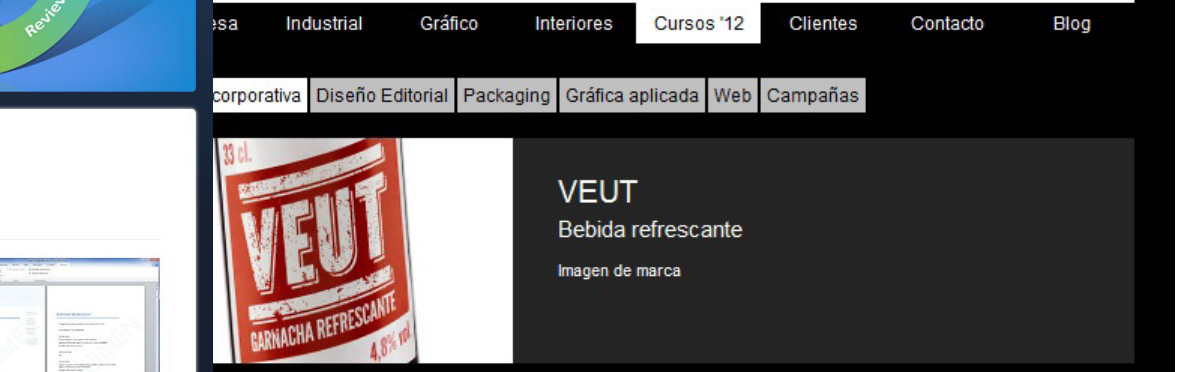 Review
esa Industrial Gráfico Interiores Cursos '12 Clientes Contacto Blog
corporativa Diseño Editorial Packaging Gráfica aplicada Web Campañas
33 cl.
VEUT
GARNACHA REFRESCANTE
4,8% vol.
VEUT
Bebida refrescante
Imagen de marca